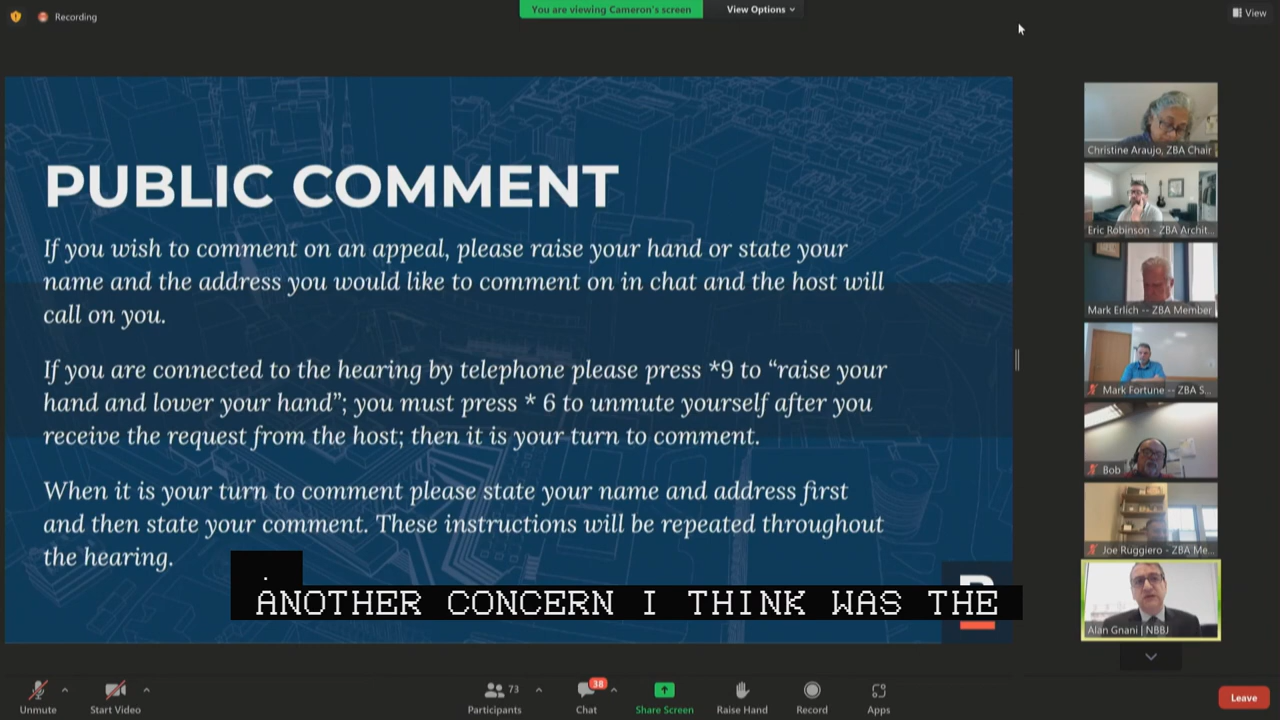 Recording
You are viewing Cameron's screen
View Options
View
PUBLIC COMMENT
If you wish to comment on an appeal, please raise your hand or state your
name and the address you would like to comment on in chat and the host will
call on you.
If you are connected to the hearing by telephone please press *9 to “raise your
hand and lower your hand”; you must press * 6 to unmute yourself after you
receive the request from the host; then it is your turn to comment.
When it is your turn to comment please state your name and address first
and then state your comment. These instructions will be repeated throughout
the hearing.
.
ANOTHER CONCERN I THINK WAS THE
Christine Araujo, ZBA Chair
Eric Robinson - ZBA Archit...
Mark Erlich -- ZBA Member
Mark Fortune -- ZBA S...
Bob
Joe Ruggiero - ZBA Me...
Alan Gnani | NBBJ
Unmute
Start Video
73
Participants
38
Chat
Share Screen
Raise Hand
Record
Apps
Leave